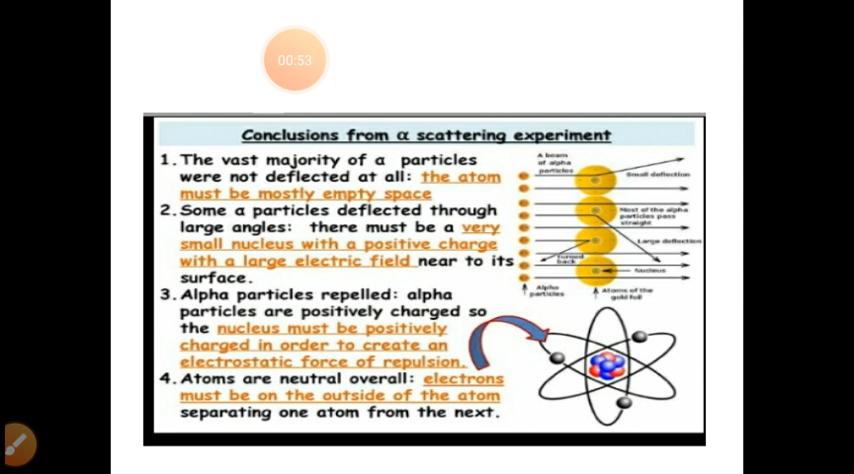 00:53
Conclusions from α scattering experiment
1. The vast majority of α particles
were not deflected at all: the atom
must be mostly empty space
2. Some α particles deflected through
large angles: there must be a very
small nucleus with a positive charge
with a large electric field near to its
surface.
3. Alpha particles repelled: alpha
particles are positively charged so
the nucleus must be positively
charged in order to create an
electrostatic force of repulsion.
4. Atoms are neutral overall: electrons
must be on the outside of the atom
separating one atom from the next.
A beam
of alpha
particles
Small deflection
Most of the alpha
particles pass
straight
Large deflection
Turned
back
Nucleus
Alpha
particles
Atoms of the
gold foil